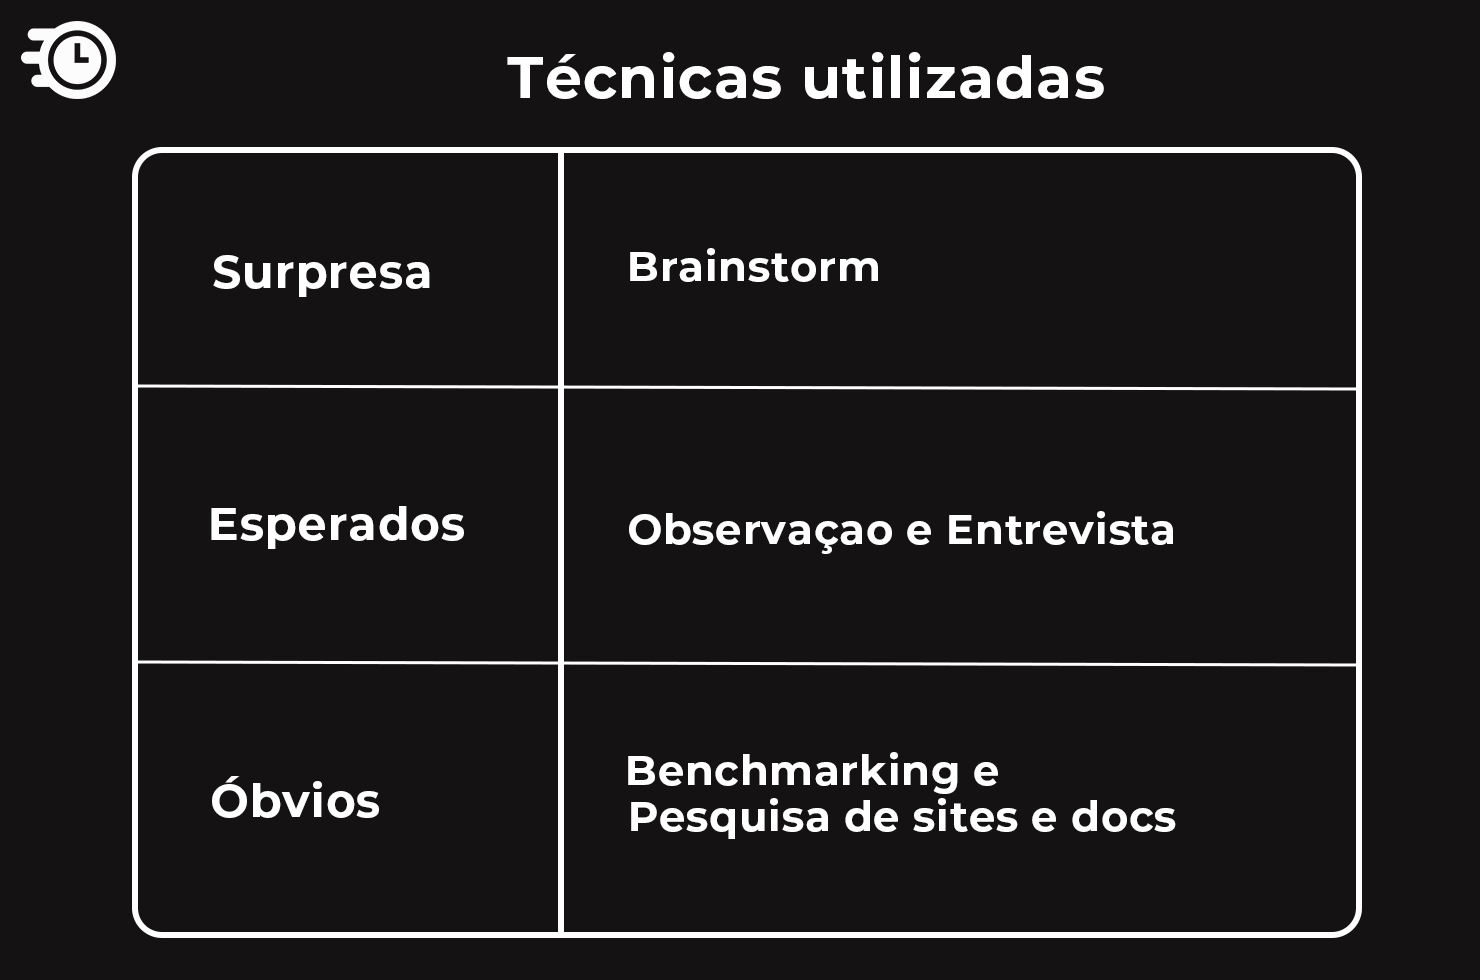 Técnicas utilizadas
Surpresa
Brainstorm
Esperados
Observaçao e Entrevista
Óbvios
Benchmarking e
Pesquisa de sites e docs